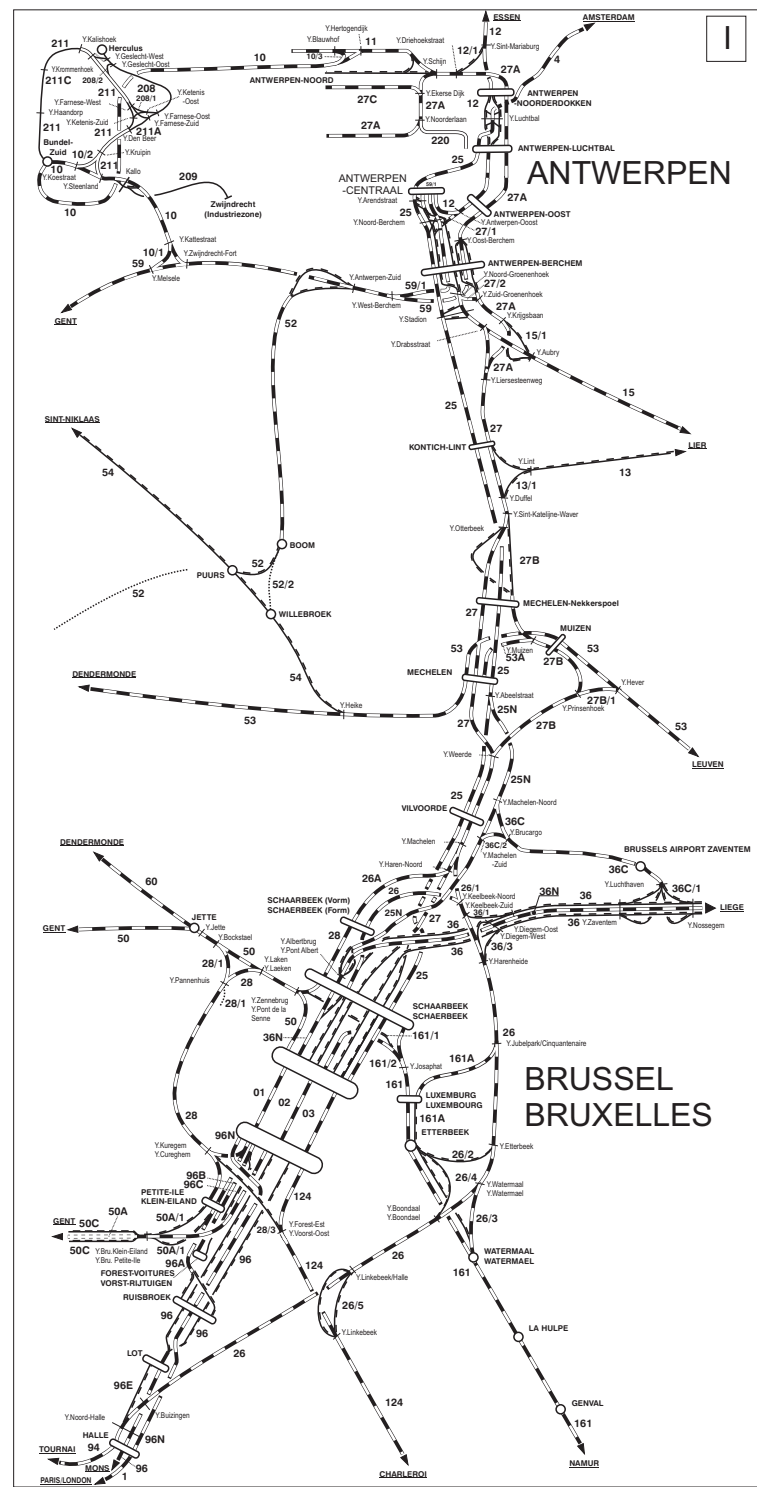 I
ESSEN
AMSTERDAM
12
Y.Sint-Mariaburg
4
Y.Hertogendijk
Y.Blauwhof
11
Y.Driehoekstraat
12/1
10
10/3
Y.Schijn
27A
ANTWERPEN-NOORD
211
Y.Kalishoek
Herculus
Y.Geslecht-West
Y.Geslecht-Oost
Y.Krommenhoek
208/2
211C
211
208
208/1
Y.Farnese-West
Y.Ketenis
-Oost
Y.Haandorp
Y.Ketenis-Zuid
Y.Farnese-Oost
Y.Farnese-Zuid
211
211
211A
Y.Den Beer
Bundel-
Zuid
10/2
Y.Kruipin
10
211
Y.Koestraat
Y.Steenland
Kallo
10
209
Zwijndrecht
(Industriezone)
27C
27A
Y.Ekerse Dijk
27A
Y.Noorderlaan
220
12
ANTWERPEN
NOORDERDOKKEN
Y.Luchtbal
ANTWERPEN-LUCHTBAL
25
ANTWERPEN
ANTWERPEN
-CENTRAAL
59/1
Y.Arendstraat
25
12
27A
ANTWERPEN-OOST
Y.Noord-Berchem
Y.Antwerpen-Ooost
27/1
Y.Oost-Berchem
ANTWERPEN-BERCHEM
Y.Noord-Groenenhoek
27/2
Y.Zuid-Groenenhoek
27A
Y.Krijgsbaan
15/1
Y.Aubry
27A
Y.Liersesteenweg
15
LIER
10
Y.Kattestraat
10/1
Y.Zwijndrecht-Fort
59
Y.Melsele
GENT
Y.Antwerpen-Zuid
59/1
Y.West-Berchem
59
Y.Stadion
Y.Drabsstraat
52
25
27
KONTICH-LINT
Y.Lint
13
13/1
Y.Duffel
Y.Sint-Katelijne-Waver
Y.Otterbeek
27B
SINT-NIKLAAS
54
BOOM
52
PUURS
52/2
52
WILLEBROEK
54
27
MECHELEN-Nekkerspoel
MUIZEN
53
Y.Muizen
53A
27B
53
MECHELEN
25
Y.Hever
Y.Abeelstraat
27B/1
DENDERMONDE
53
Y.Heike
25N
Y.Prinsenhoek
27
27B
53
LEUVEN
Y.Weerde
25N
25
Y.Machelen-Noord
VILVOORDE
36C
Y.Brucargo
36C/2
Y.Machelen
Y.Machelen
-Zuid
BRUSSELS AIRPORT ZAVENTEM
36C
Y.Luchthaven
36C/1
DENDERMONDE
60
Y.Haren-Noord
26A
26
26/1
Y.Keelbeek-Noord
Y.Keelbeek-Zuid
36/1
36N
36
LIEGE
SCHAARBEEK (Vorm)
SCHAERBEEK (Form)
25N
27
36
Y.Diegem-Oost
Y.Diegem-West
36
Y.Zaventem
Y.Nossegem
36/3
Y.Harenheide
28
36
JETTE
Y.Jette
GENT
50
Y.Bockstael
50
Y.Albertbrug
Y.Pont Albert
25
28/1
Y.Laken
Y.Laeken
28
Y.Pannenhuis
28/1
Y.Zennebrug
Y.Pont de la
Senne
50
SCHAARBEEK
SCHAERBEEK
36N
161/1
161/2
Y.Josaphat
26
Y.Jubelpark/Cinquantenaire
161A
161
01
02
03
LUXEMBURG
LUXEMBOURG
161A
BRUSSEL
BRUXELLES
ETTERBEEK
28
26/2
Y.Etterbeek
96N
Y.Kuregem
Y.Cureghem
96B
96C
26/4
Y.Watermaal
Y.Watermael
PETITE-ILE
KLEIN-EILAND
124
Y.Boondaal
Y.Boondael
26/3
GENT
50C
50A
50A/1
28/3
Y.Forest-Est
Y.Voorst-Oost
50C
Y.Bru.Klein-Eiland
Y.Bru. Petite-Ile
50A/1
96A
96
WATERMAAL
WATERMAEL
161
FOREST-VOITURES
VORST-RIJTUIGEN
124
26
RUISBROEK
Y.Linkebeek/Halle
96
96
26/5
Y.Linkebeek
LA HULPE
26
LOT
96E
124
GENVAL
161
Y.Noord-Halle
Y.Buizingen
HALLE
96N
TOURNAI
94
MONS
96
PARIS/LONDON
1
CHARLEROI
NAMUR